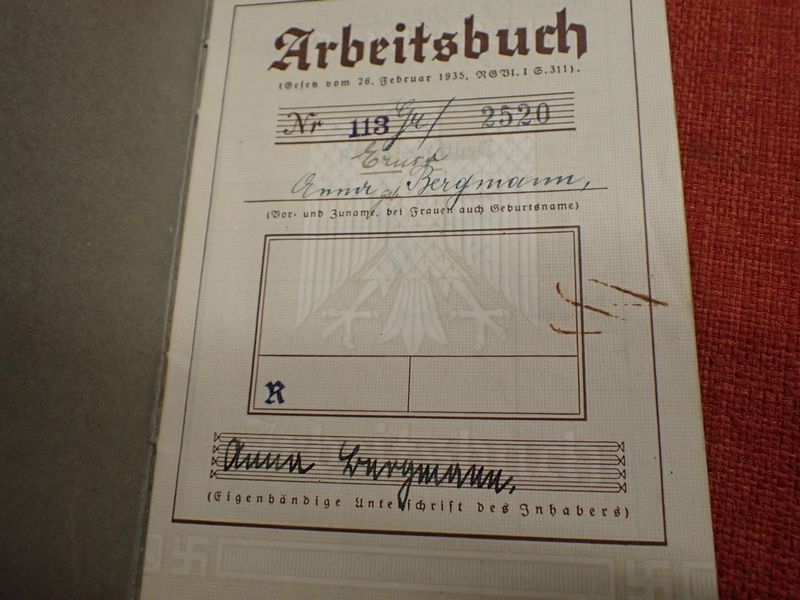 Arbeitsbuch
(Gesetz vom 26. Februar 1935, RGBl. I S. 311).
Nr 113 Gr/ 2520
Anna Bergmann,
(Vor- und Zuname, bei Frauen auch Geburtsname)
R
Anna Bergmann.
(Eigenhändige Unterschrift des Inhabers)